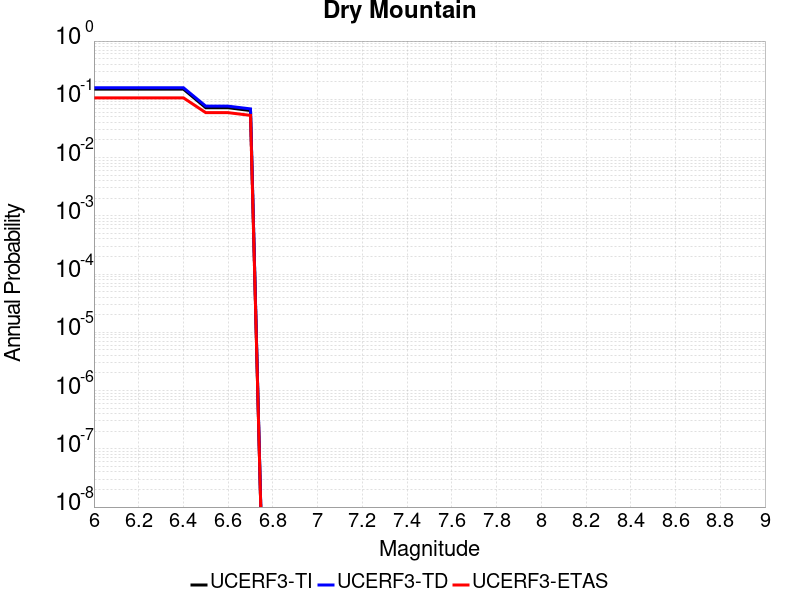 Dry Mountain
Annual Probability
10^0
10^-1
10^-2
10^-3
10^-4
10^-5
10^-6
10^-7
10^-8
6 6.2 6.4 6.6 6.8 7 7.2 7.4 7.6 7.8 8 8.2 8.4 8.6 8.8 9
Magnitude
UCERF3-TI UCERF3-TD UCERF3-ETAS